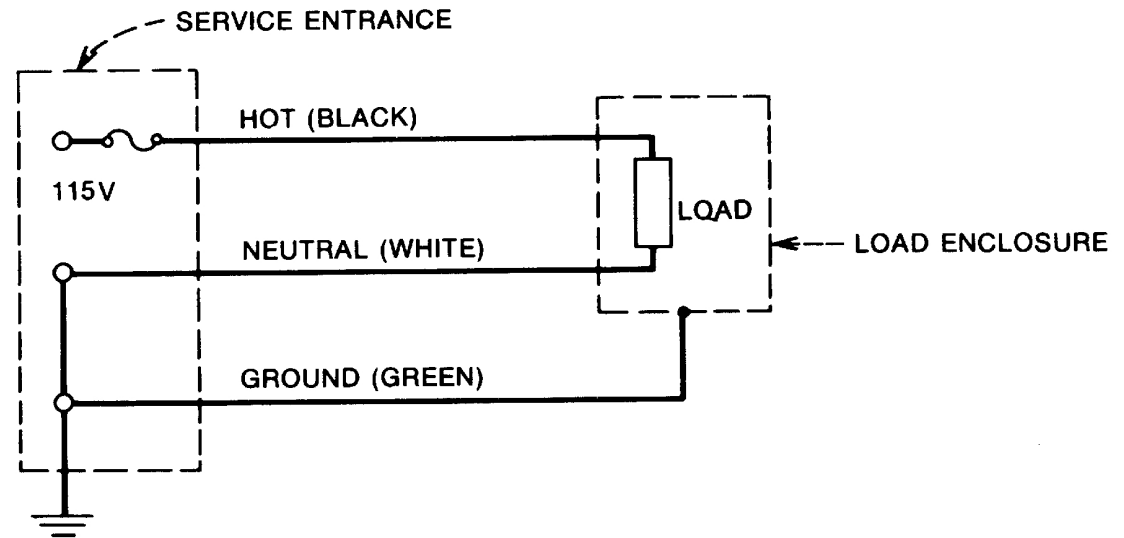 SERVICE ENTRANCE
HOT (BLACK)
115V
LOAD
NEUTRAL (WHITE)
LOAD ENCLOSURE
GROUND (GREEN)